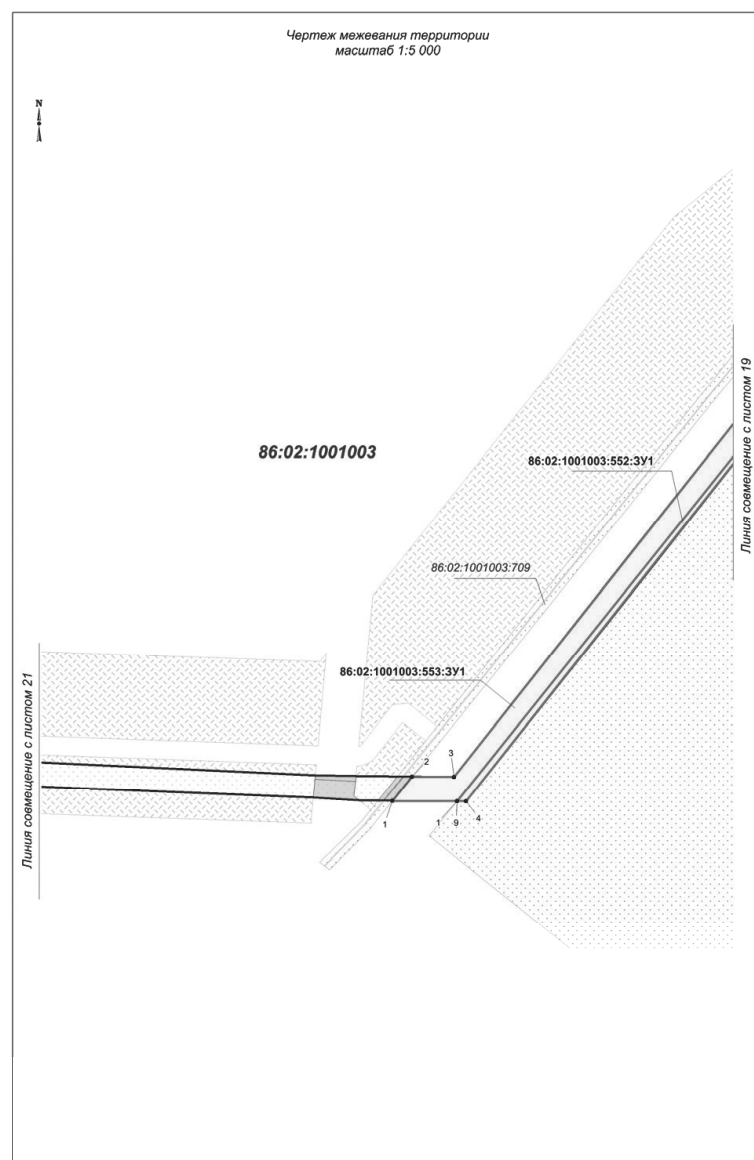 Чертеж межевания территории
масштаб 1:5 000
N
86:02:1001003
86:02:1001003:552:ЗУ1
Линия совмещение с листом 19
86:02:1001003:709
86:02:1001003:553:ЗУ1
Линия совмещение с листом 21
2
3
1
1
9
4